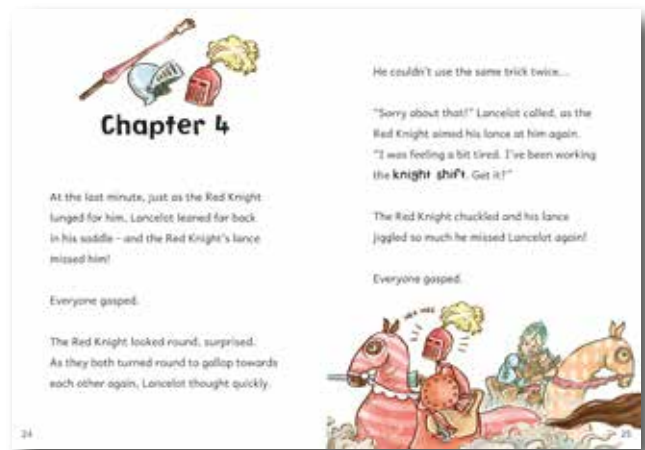 Chapter 4
At the last minute, just as the Red Knight
lunged for him, Lancelot leaned far back
in his saddle – and the Red Knight's lance
missed him!
Everyone gasped.
The Red Knight looked round, surprised.
As they both turned round to gallop towards
each other again, Lancelot thought quickly.
24
He couldn't use the same trick twice...
"Sorry about that!" Lancelot called, as the
Red Knight aimed his lance at him again.
"I was feeling a bit tired. I've been working
the knight shift. Get it?"
The Red Knight chuckled and his lance
jiggled so much he missed Lancelot again!
Everyone gasped.
HEE HEE
25